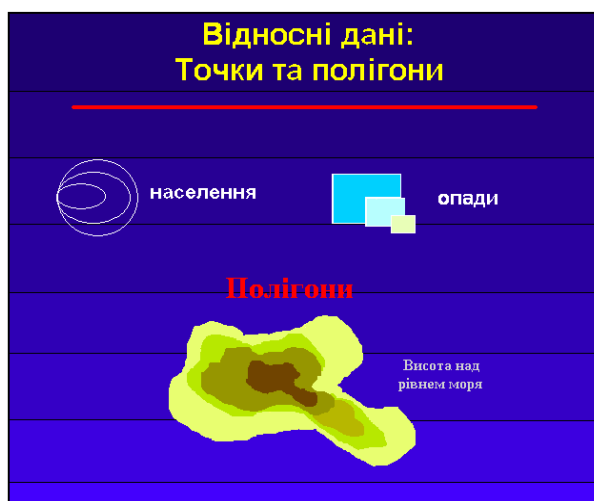 Відносні дані:
Точки та полігони
населення
опади
Полігони
Висота над
рівнем моря